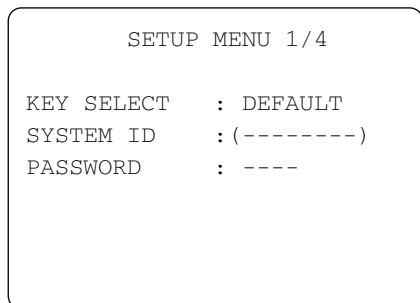 SETUP MENU 1/4
KEY SELECT : DEFAULT
SYSTEM ID :(--------)
PASSWORD : ----